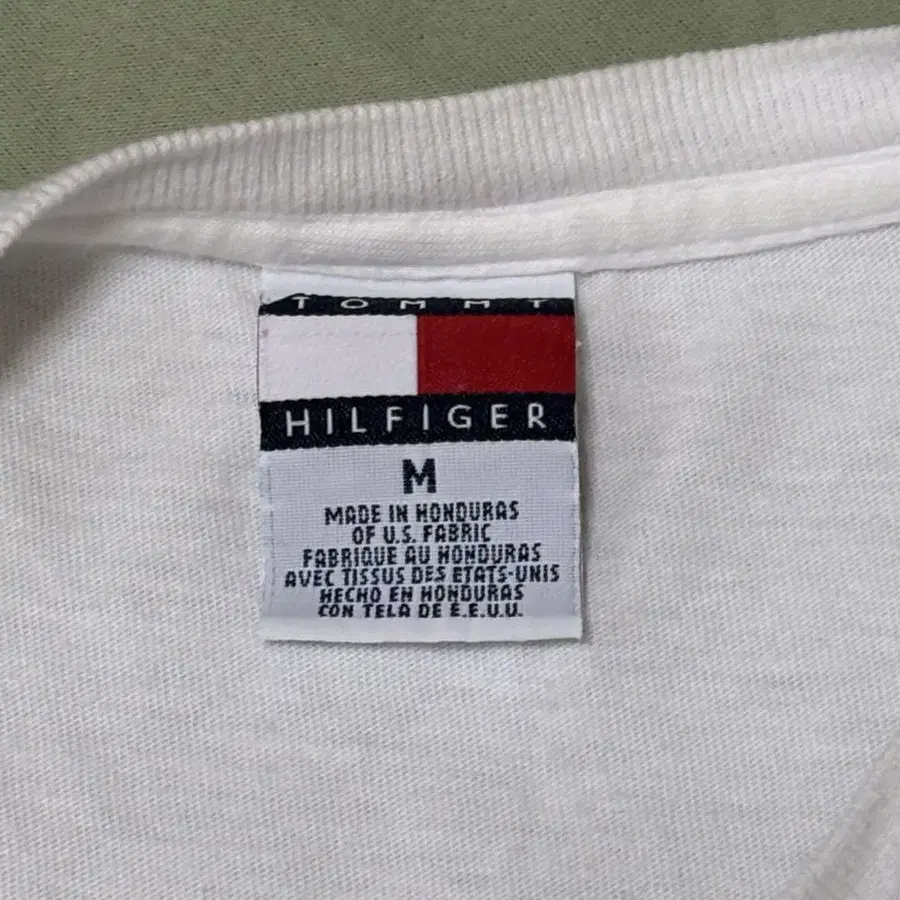 TOMMY
HILFIGER
M
MADE IN HONDURAS
OF U.S. FABRIC
FABRIQUE AU HONDURAS
AVEC TISSUS DES ETATS-UNIS
HECHO EN HONDURAS
CON TELA DE E.E.U.U.